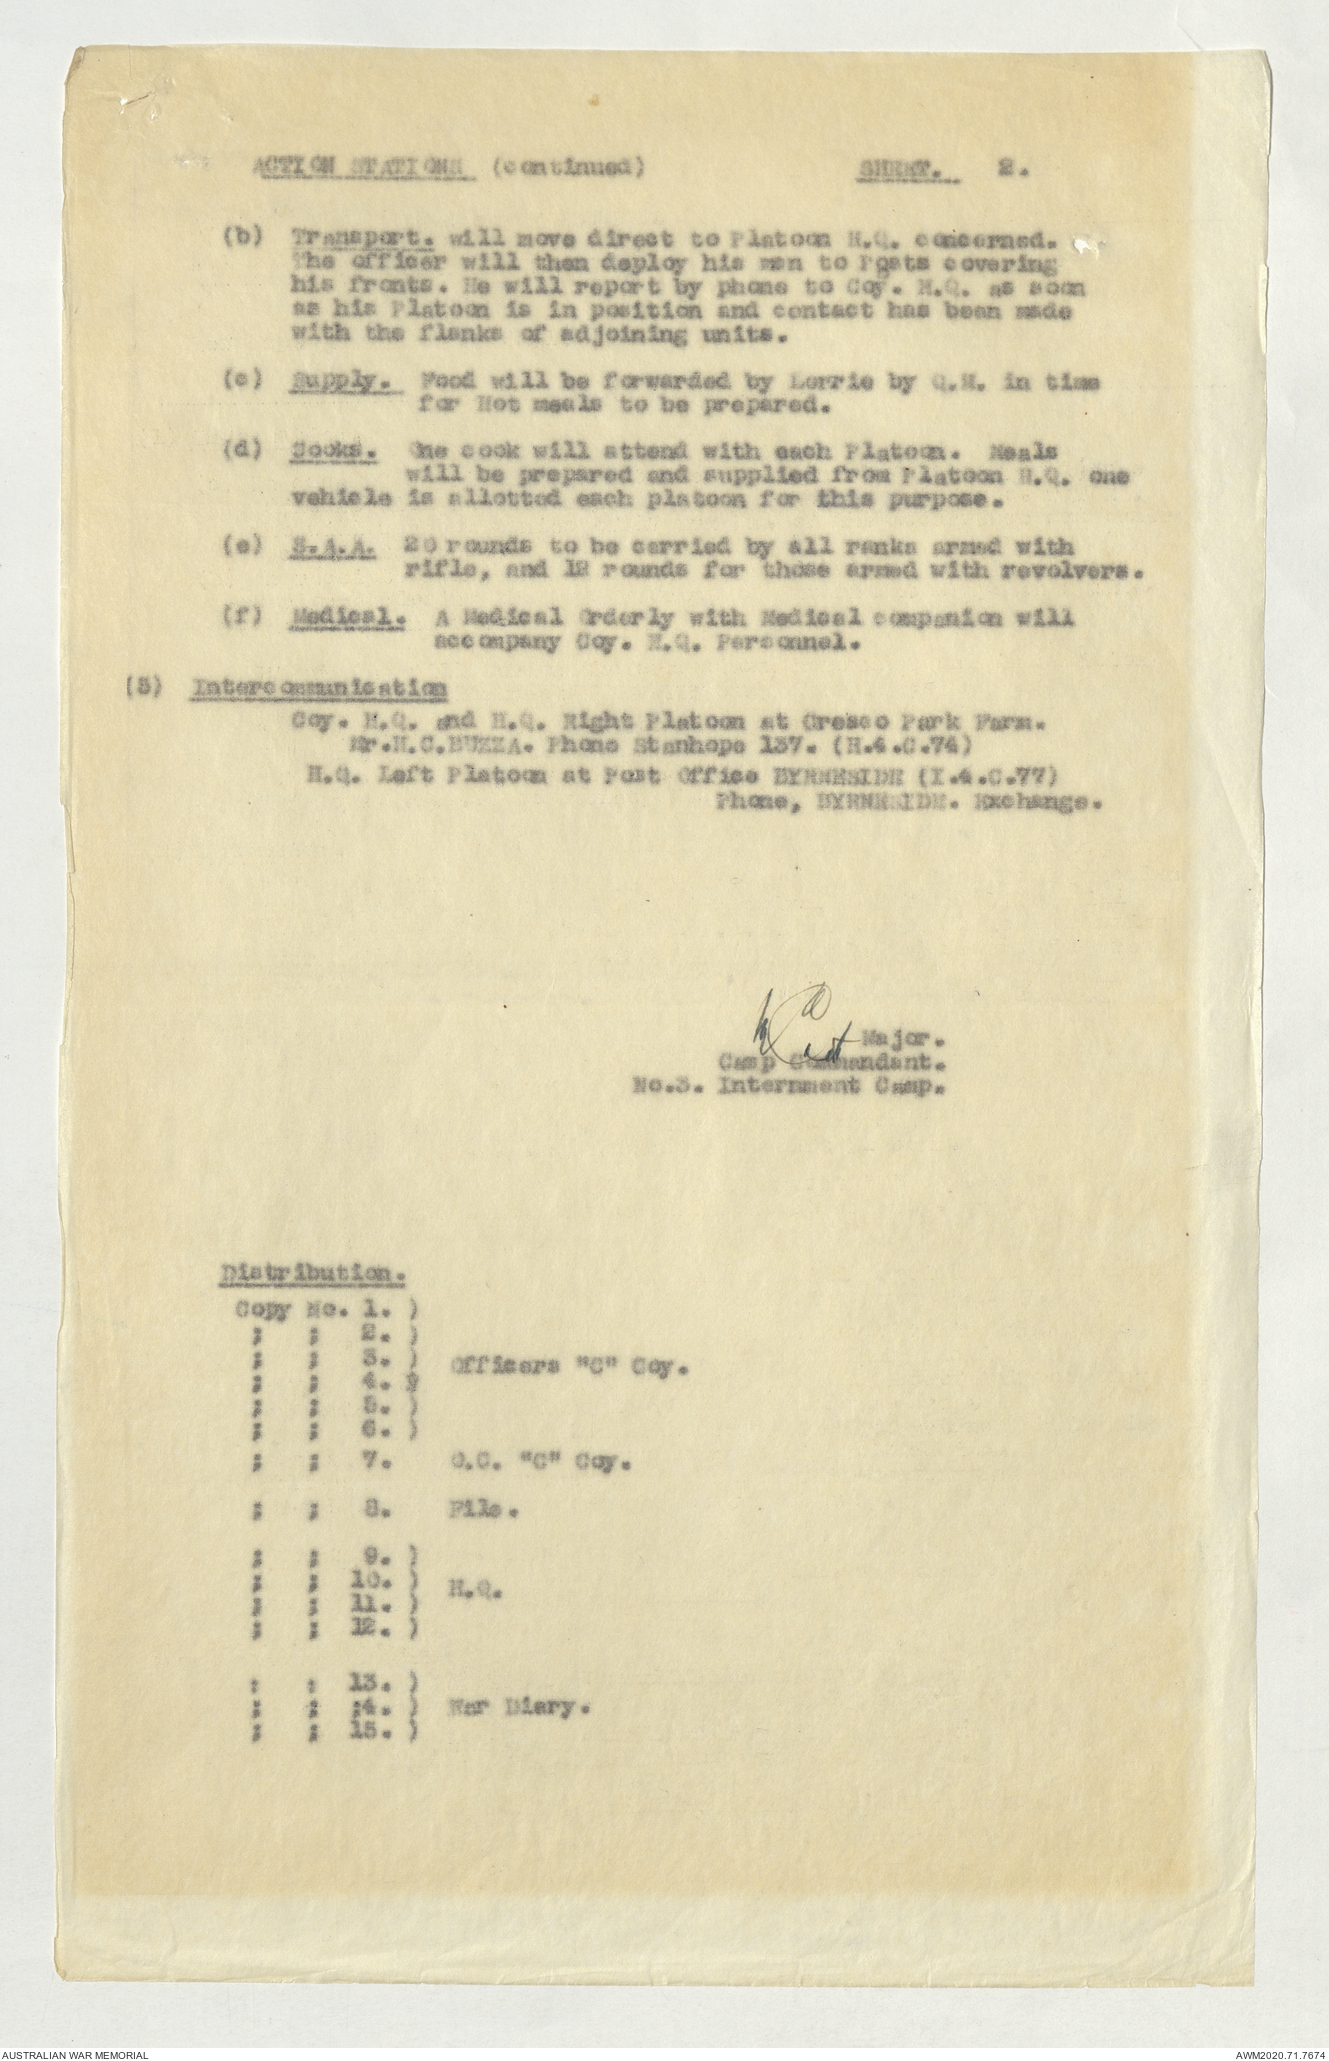 ACTION STATIONS (continued) SHEET. 2.
(b) Transport. will move direct to Platoon H.Q. concerned.
The officer will then deploy his men to Posts covering
his fronts. He will report by phone to Coy. H.Q. as soon
as his Platoon is in position and contact has been made
with the flanks of adjoining units.
(c) Supply. Food will be forwarded by Lorrie by Q.M. in time
for Hot meals to be prepared.
(d) Cooks. One cook will attend with each Platoon. Meals
will be prepared and supplied from Platoon H.Q. one
vehicle is allotted each platoon for this purpose.
(e) S.A.A. 20 rounds to be carried by all ranks armed with
rifle, and 12 rounds for those armed with revolvers.
(f) Medical. A Medical Orderly with Medical companion will
accompany Coy. H.Q. Personnel.
(5) Intercommunication
Coy. H.Q. and H.Q. Right Platoon at Cresco Park Farm.
Mr.H.C.BUZZA. Phone Stanhope 137. (H.4.C.74)
H.Q. Left Platoon at Post Office BYRNESIDE (I.4.C.77)
Phone, BYRNESIDE. Exchange.
Major.
Camp Commandant.
No.3. Internment Camp.
Distribution.
Copy No. 1. )
" " 2. )
" " 3. )
Officers "C" Coy.
" " 4. )
" " 5. )
" " 6. )
" " 7. O.C. "C" Coy.
" " 8. File.
" " 9. )
" " 10. )
H.Q.
" " 11. )
" " 12. )
" " 13. )
" " 14. ) War Diary.
" " 15. )
AUSTRALIAN WAR MEMORIAL AWM2020.71.7674